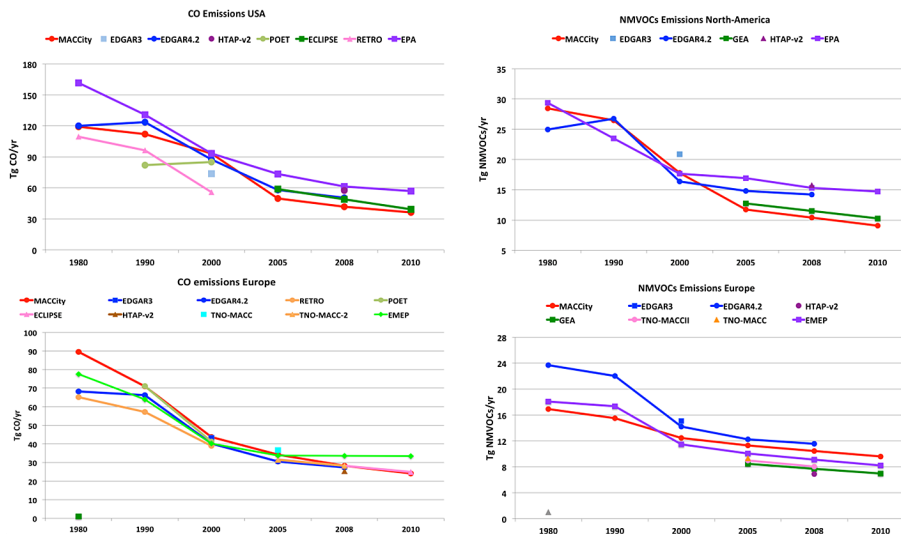 CO Emissions USA
MACCity EDGAR3 EDGAR4.2 HTAP-v2 POET ECLIPSE RETRO EPA
180
150
120
90
60
30
0
Tg CO/yr
1980 1990 2000 2005 2008 2010
NMVOCs Emissions North-America
MACCity EDGAR3 EDGAR4.2 GEA HTAP-v2 EPA
35
30
25
20
15
10
5
Tg NMVOCs/yr
1980 1990 2000 2005 2008 2010
CO emissions Europe
MACCity EDGAR3 EDGAR4.2 RETRO POET
ECLIPSE HTAP-v2 TNO-MACC TNO-MACC-2 EMEP
100
90
80
70
60
50
40
30
20
10
0
Tg CO/yr
1980 1990 2000 2005 2008 2010
NMVOCs Emissions Europe
MACCity EDGAR3 EDGAR4.2 HTAP-v2
GEA TNO-MACCII TNO-MACC EMEP
28
24
20
16
12
8
4
0
Tg NMVOCs/yr
1980 1990 2000 2005 2008 2010